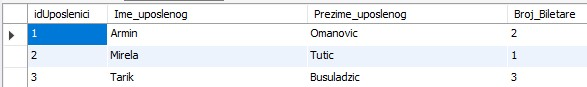 idUposlenici Ime_uposlenog Prezime_uposlenog Broj_Biletare
1 Armin Omanovic 2
2 Mirela Tutic 1
3 Tarik Busuladzic 3